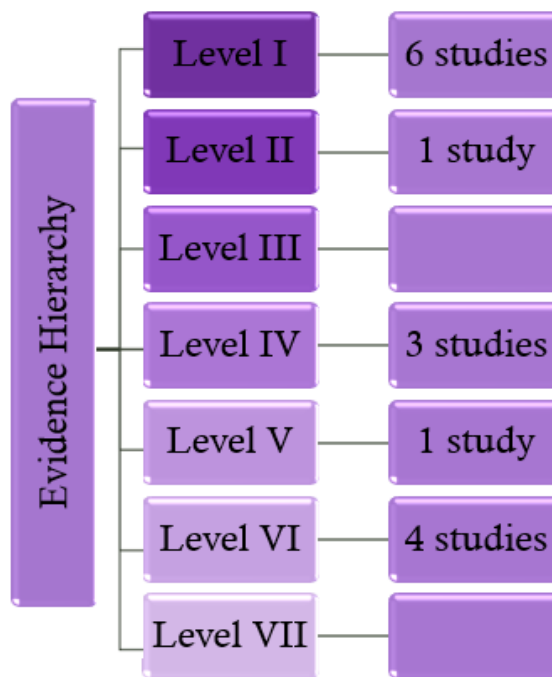 Evidence Hierarchy
Level I
6 studies
Level II
1 study
Level III
Level IV
3 studies
Level V
1 study
Level VI
4 studies
Level VII